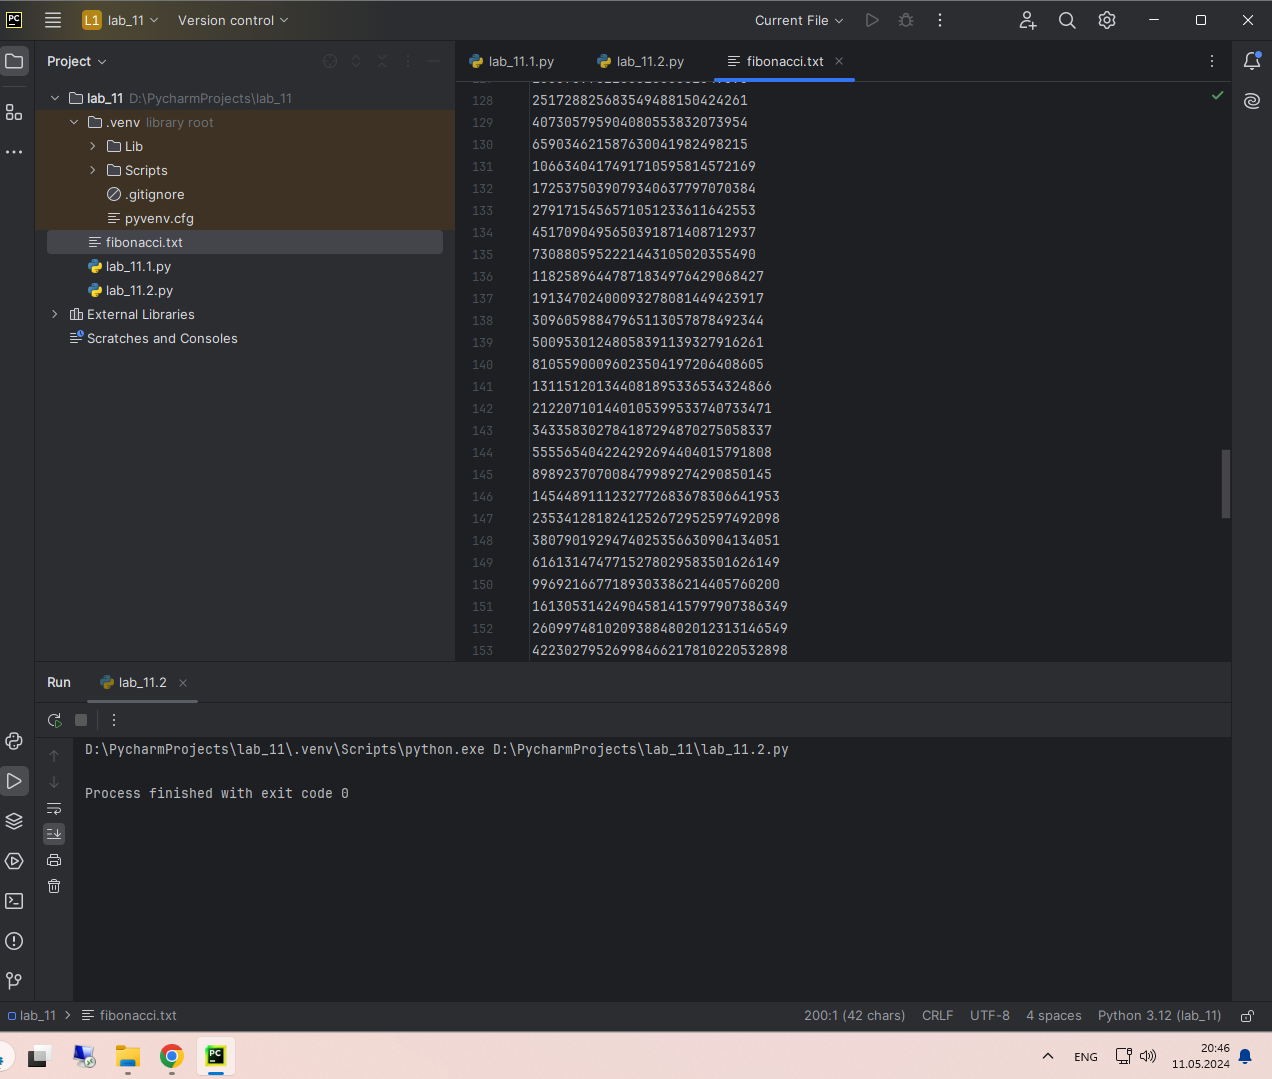 PC L1 lab_11 Version control Current File
Project
lab_11.1.py lab_11.2.py fibonacci.txt
lab_11 D:\PycharmProjects\lab_11
.venv library root
Lib
Scripts
.gitignore
pyvenv.cfg
fibonacci.txt
lab_11.1.py
lab_11.2.py
External Libraries
Scratches and Consoles
128 251728825683549488150424261
129 407305795904080553832073954
130 659034621587630041982498215
131 1066340417491710595814572169
132 1725375039079340637797070384
133 2791715456571051233611642553
134 4517090495650391871408712937
135 7308805952221443105020355490
136 11825896447871834976429068427
137 19134702400093278081449423917
138 30960598847965113057878492344
139 50095301248058391139327916261
140 81055900096023504197206408605
141 131151201344081895336534324866
142 212207101440105399533740733471
143 343358302784187294870275058337
144 555565404224292694404015791808
145 898923707008479989274290850145
146 1454489111232772683678306641953
147 2353412818241252672952597492098
148 3807901929474025356630904134051
149 6161314747715278029583501626149
150 9969216677189303386214405760200
151 16130531424904581415797907386349
152 26099748102093884802012313146549
153 42230279526998466217810220532898
Run lab_11.2
D:\PycharmProjects\lab_11\.venv\Scripts\python.exe D:\PycharmProjects\lab_11\lab_11.2.py
Process finished with exit code 0
lab_11 fibonacci.txt 200:1 (42 chars) CRLF UTF-8 4 spaces Python 3.12 (lab_11)
PC ENG 20:46
11.05.2024